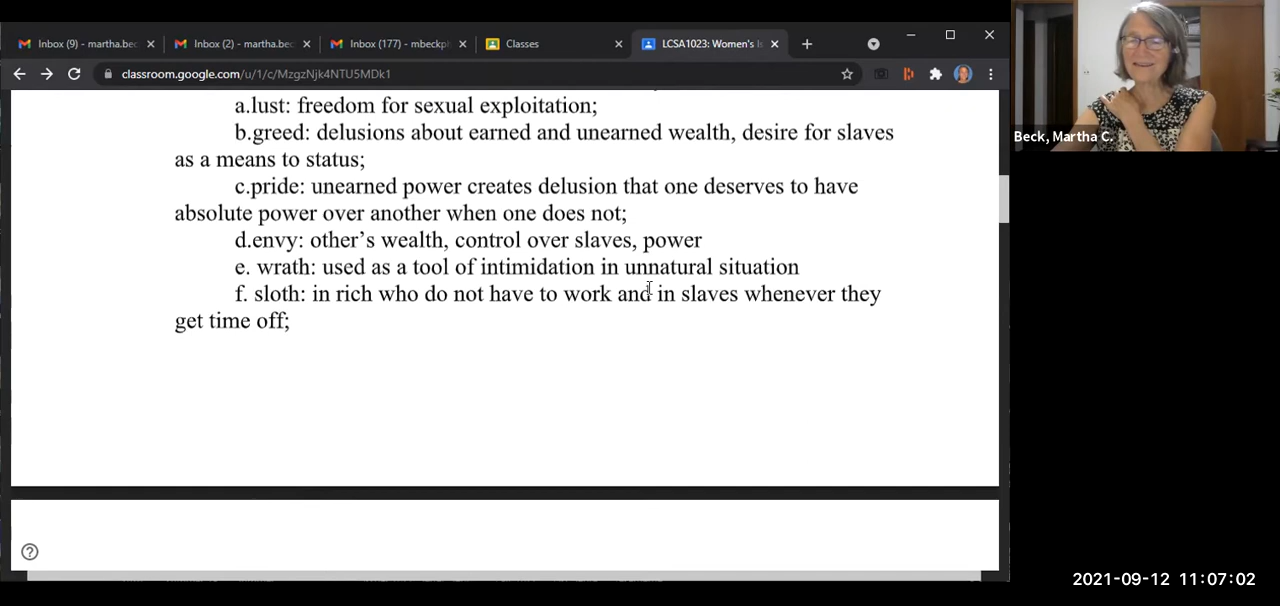 Inbox (9) - martha.bec
Inbox (2) - martha.bec
Inbox (177) - mbeckp
Classes
LCSA1023: Women's Is
classroom.google.com/u/1/c/MzgzNjk4NTU5MDk1
a.lust: freedom for sexual exploitation;
b.greed: delusions about earned and unearned wealth, desire for slaves
as a means to status;
c.pride: unearned power creates delusion that one deserves to have
absolute power over another when one does not;
d.envy: other's wealth, control over slaves, power
e. wrath: used as a tool of intimidation in unnatural situation
f. sloth: in rich who do not have to work and in slaves whenever they
get time off;
Beck, Martha C.
2021-09-12 11:07:02